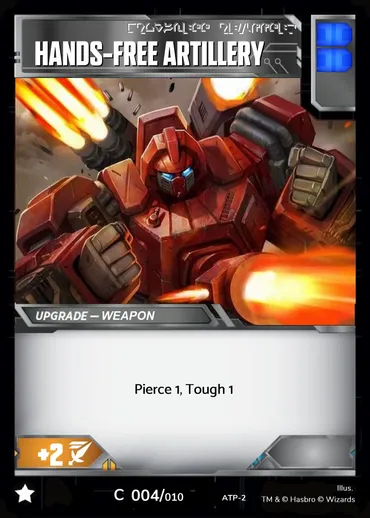 HANDS-FREE ARTILLERY
UPGRADE — WEAPON
Pierce 1, Tough 1
+2
C 004/010
ATP-2
Illus.
TM & © Hasbro © Wizards